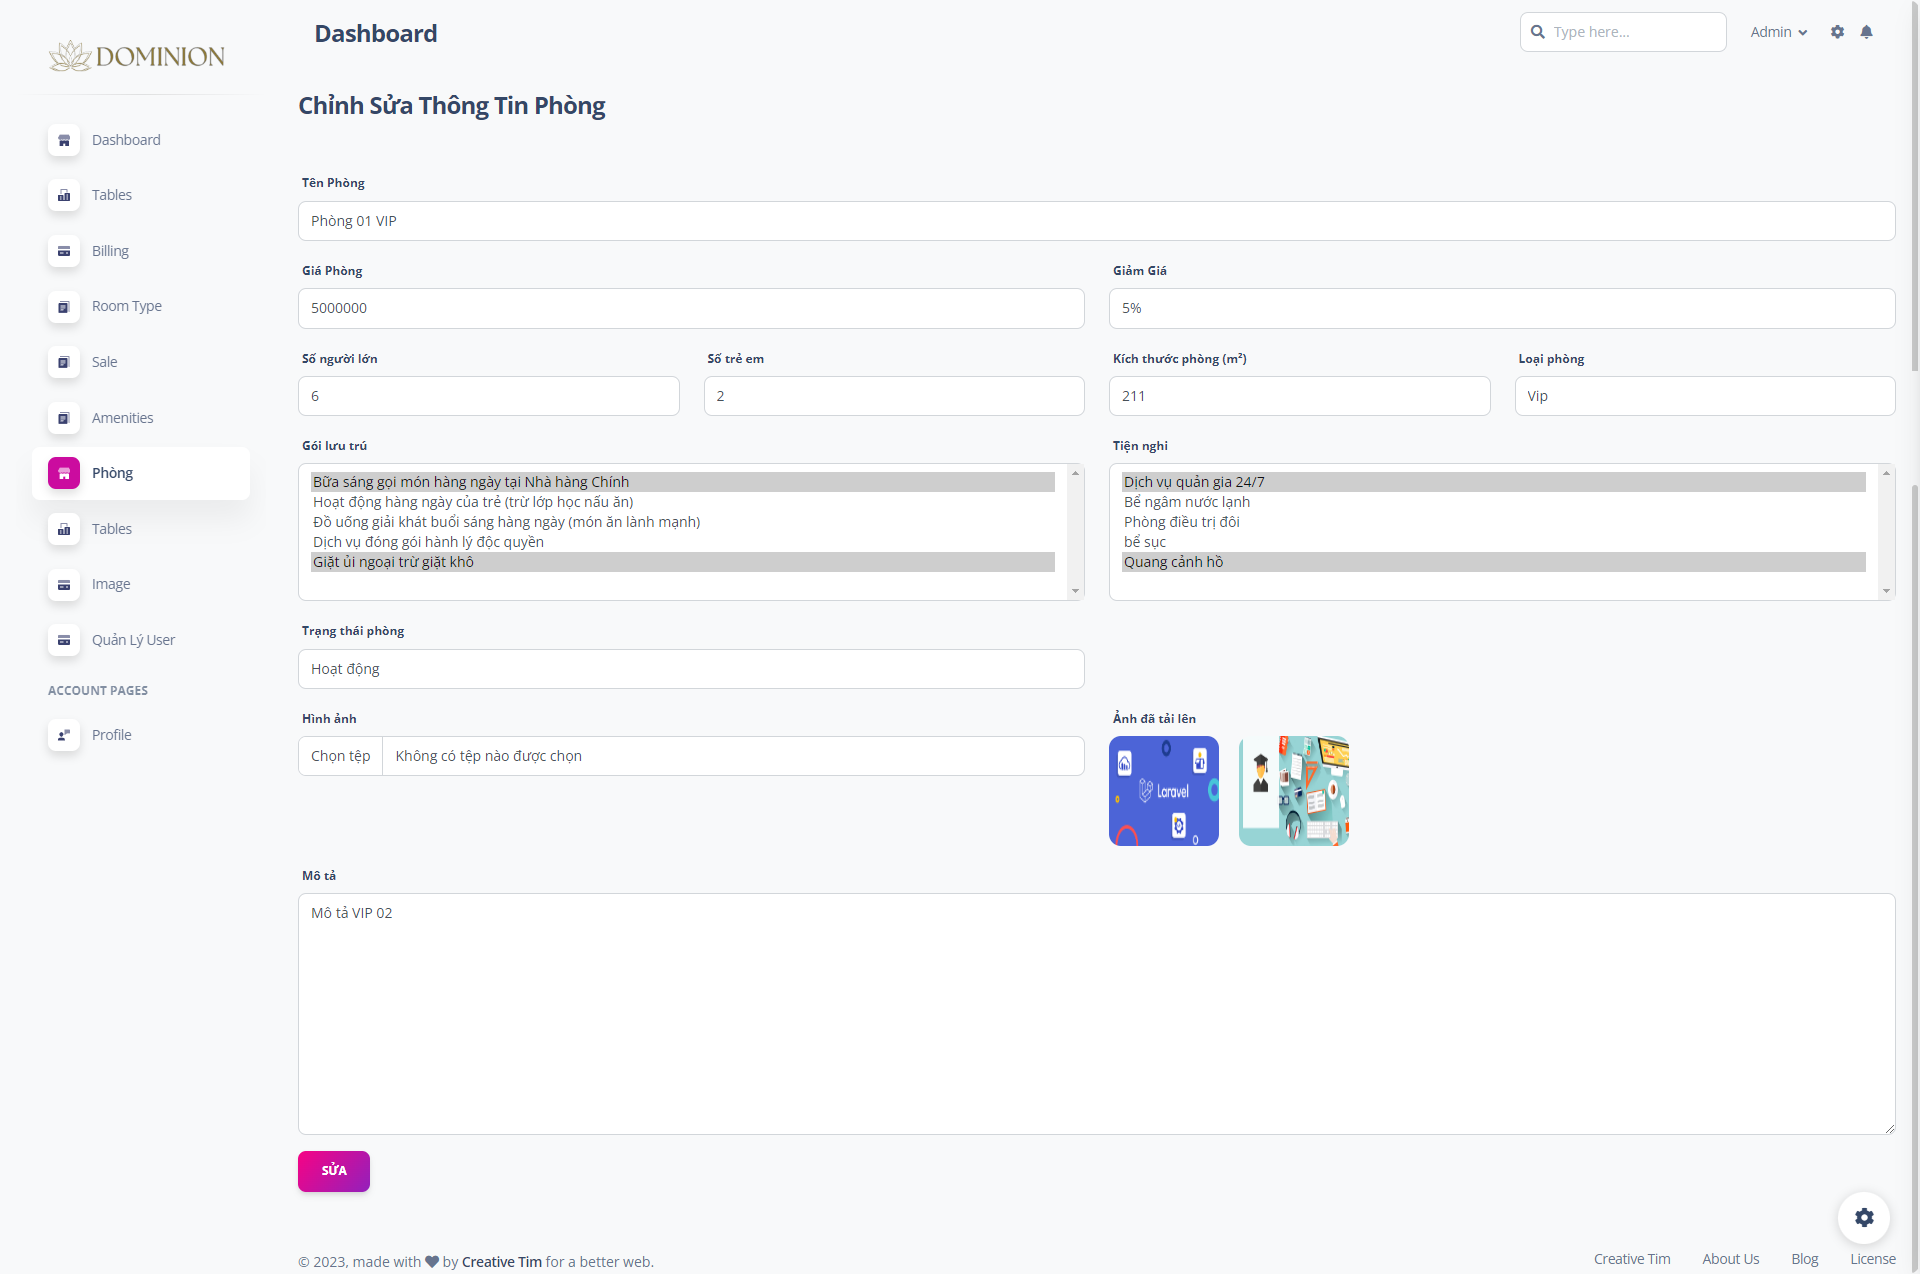 DOMINION
Dashboard
Type here...
Admin
Chỉnh Sửa Thông Tin Phòng
Dashboard
Tables
Billing
Room Type
Sale
Amenities
Phòng
Tables
Image
Quản Lý User
ACCOUNT PAGES
Profile
Tên Phòng
Phòng 01 VIP
Giá Phòng
Giảm Giá
5000000
5%
Số người lớn
Số trẻ em
Kích thước phòng (m²)
Loại phòng
6
2
211
Vip
Gói lưu trú
Tiện nghi
Bữa sáng gọi món hàng ngày tại Nhà hàng Chính
Hoạt động hàng ngày của trẻ (trừ lớp học nấu ăn)
Đồ uống giải khát buổi sáng hàng ngày (món ăn lành mạnh)
Dịch vụ đóng gói hành lý độc quyền
Giặt ủi ngoại trừ giặt khô
Dịch vụ quản gia 24/7
Bể ngâm nước lạnh
Phòng điều trị đôi
bể sục
Quang cảnh hồ
Trạng thái phòng
Hoạt động
Hình ảnh
Ảnh đã tải lên
Chọn tệp
Không có tệp nào được chọn
Laravel
Mô tả
Mô tả VIP 02
SỬA
© 2023, made with by Creative Tim for a better web.
Creative Tim
About Us
Blog
License